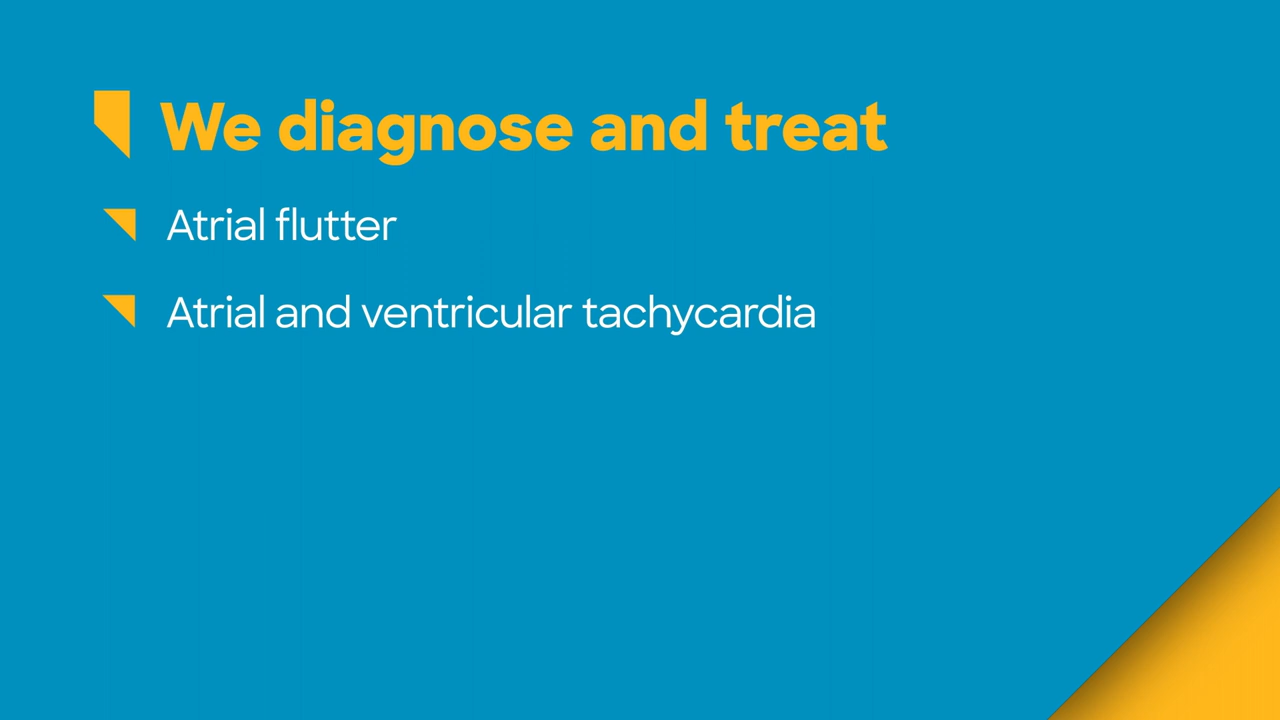 We diagnose and treat
Atrial flutter
Atrial and ventricular tachycardia